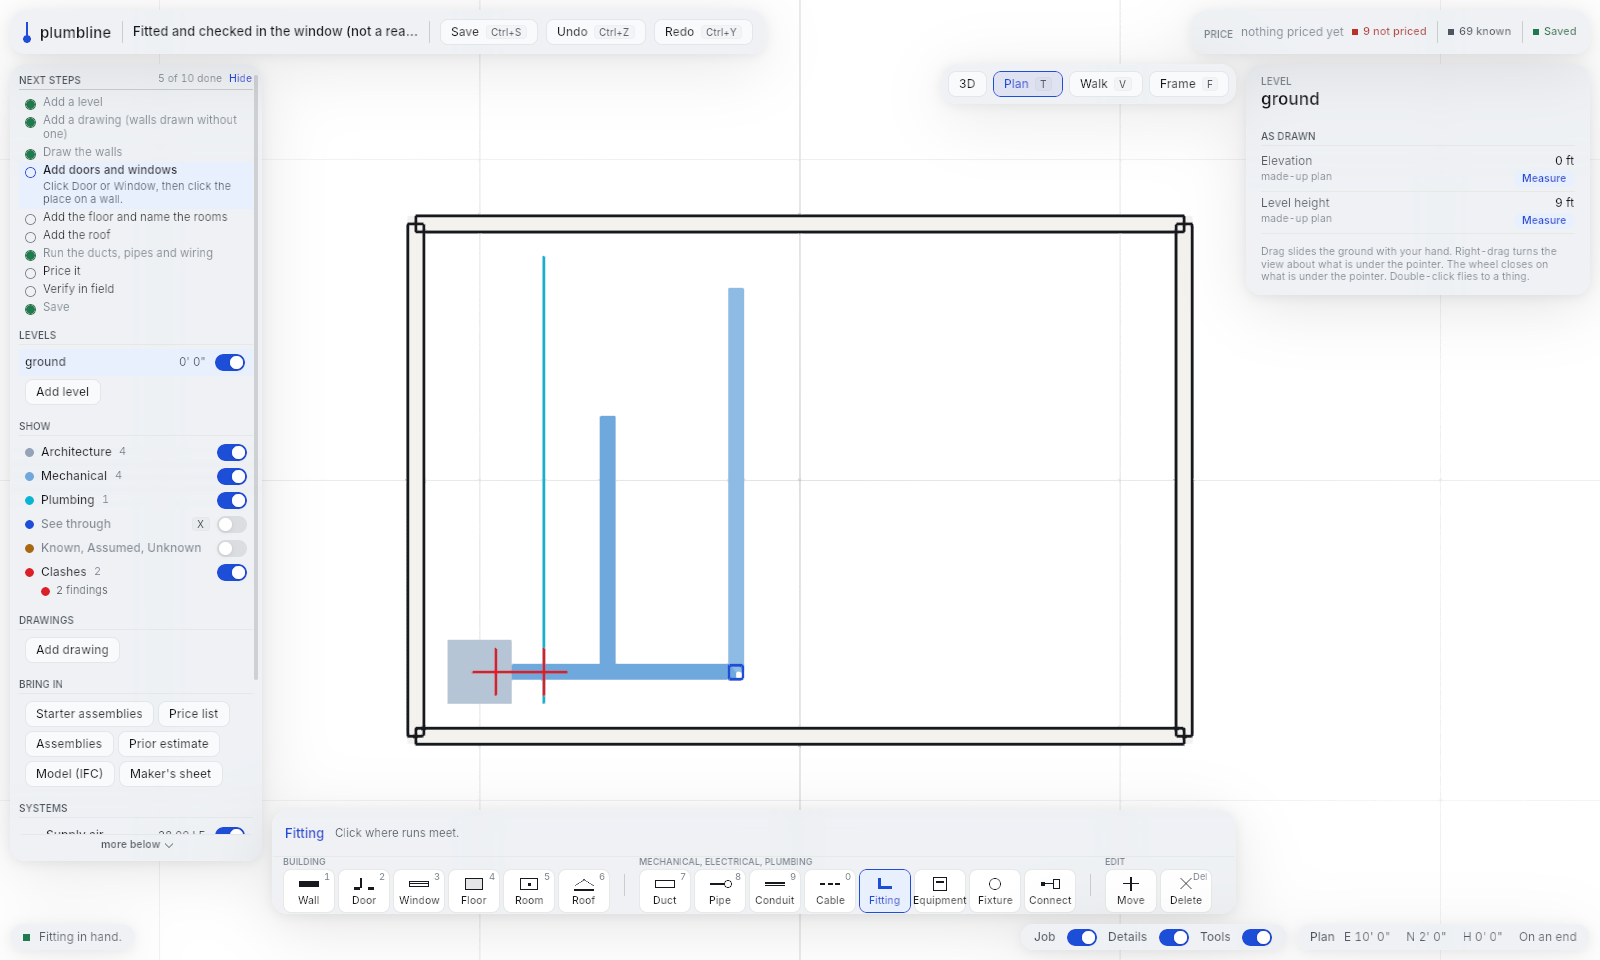 plumbline
Fitted and checked in the window (not a rea...
Save Ctrl+S
Undo Ctrl+Z
Redo Ctrl+Y
PRICE nothing priced yet 9 not priced 69 known Saved
NEXT STEPS 5 of 10 done Hide
Add a level
Add a drawing (walls drawn without
one)
Draw the walls
Add doors and windows
Click Door or Window, then click the
place on a wall.
Add the floor and name the rooms
Add the roof
Run the ducts, pipes and wiring
Price it
Verify in field
Save
LEVELS
ground 0' 0"
Add level
SHOW
Architecture 4
Mechanical 4
Plumbing 1
See through X
Known, Assumed, Unknown
Clashes 2
2 findings
DRAWINGS
Add drawing
BRING IN
Starter assemblies Price list
Assemblies Prior estimate
Model (IFC) Maker's sheet
SYSTEMS
more below
3D
Plan T
Walk V
Frame F
LEVEL
ground
AS DRAWN
Elevation 0 ft
made-up plan Measure
Level height 9 ft
made-up plan Measure
Drag slides the ground with your hand. Right-drag turns the
view about what is under the pointer. The wheel closes on
what is under the pointer. Double-click flies to a thing.
Fitting Click where runs meet.
BUILDING
1 Wall
2 Door
3 Window
4 Floor
5 Room
6 Roof
MECHANICAL, ELECTRICAL, PLUMBING
7 Duct
8 Pipe
9 Conduit
0 Cable
Fitting
Equipment
Fixture
Connect
EDIT
Move
Del Delete
Fitting in hand.
Job Details Tools
Plan E 10' 0" N 2' 0" H 0' 0" On an end